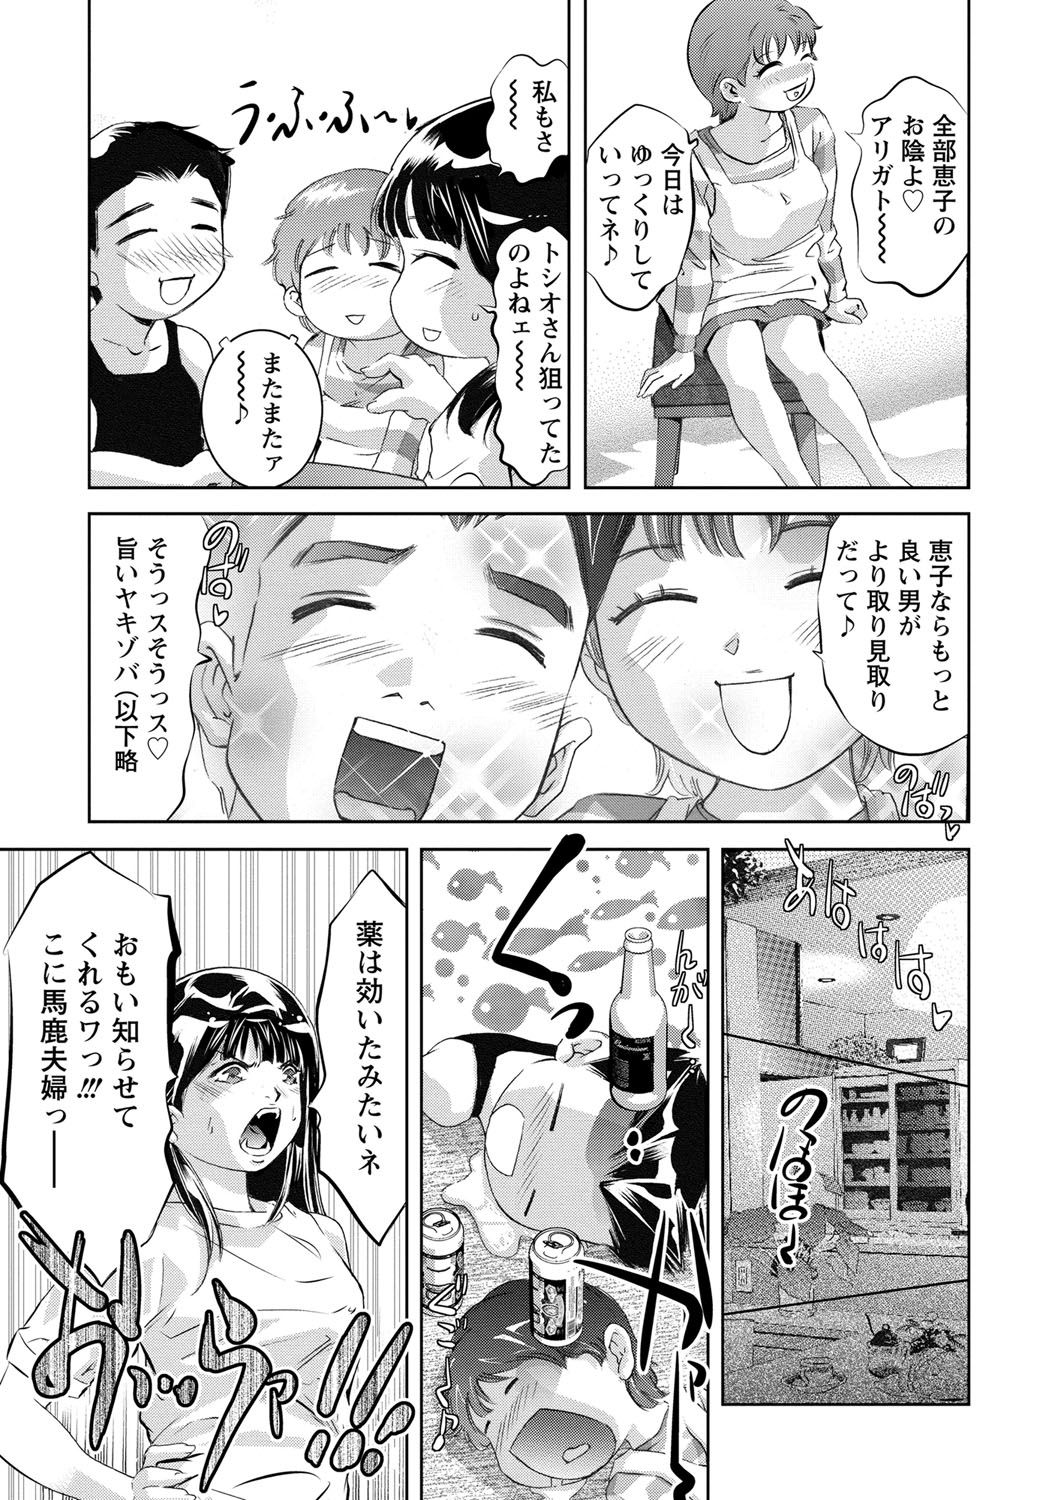 全部恵子の
お陰よ♡
アリガト〜〜
今日は
ゆっくりして
いってネ♪
私もさ
〜〜
トシオさん狙ってた
のよねェ〜〜
う・ふ・ふ〜♥
またまたァ
〜〜♪
恵子ならもっと
良い男が
より取り見取り
だって♪
のばっ♡
のば♡
そうっスそうっス♡
旨いヤキソバ(以下略
あはははは♡
のほほ〜
んが〜
ぐー
薬は効いたみたいネ
おもい知らせて
くれるワっ!!!
こに馬鹿夫婦っ
――
おっらァ!!!